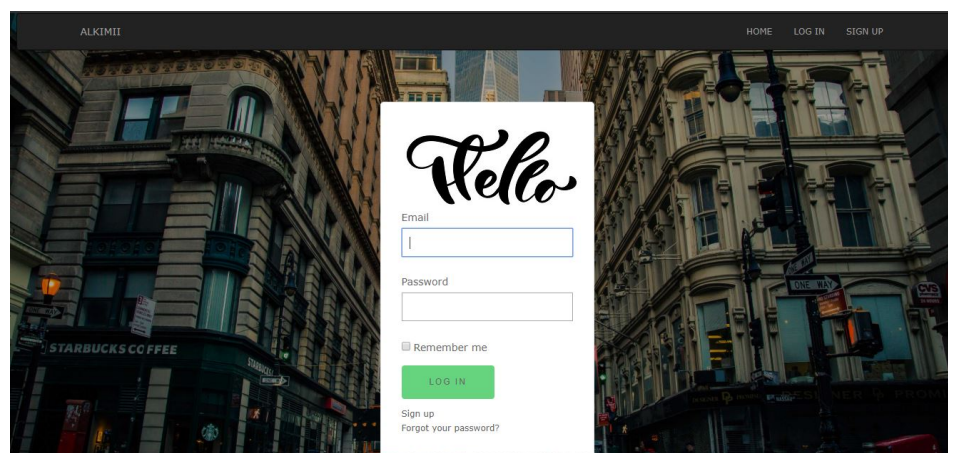 ALKIMII
HOME LOG IN SIGN UP
Hello
Email
Password
ONE WAY
CVS
STARBUCKS COFFEE
Remember me
LOG IN
Sign up
Forgot your password?